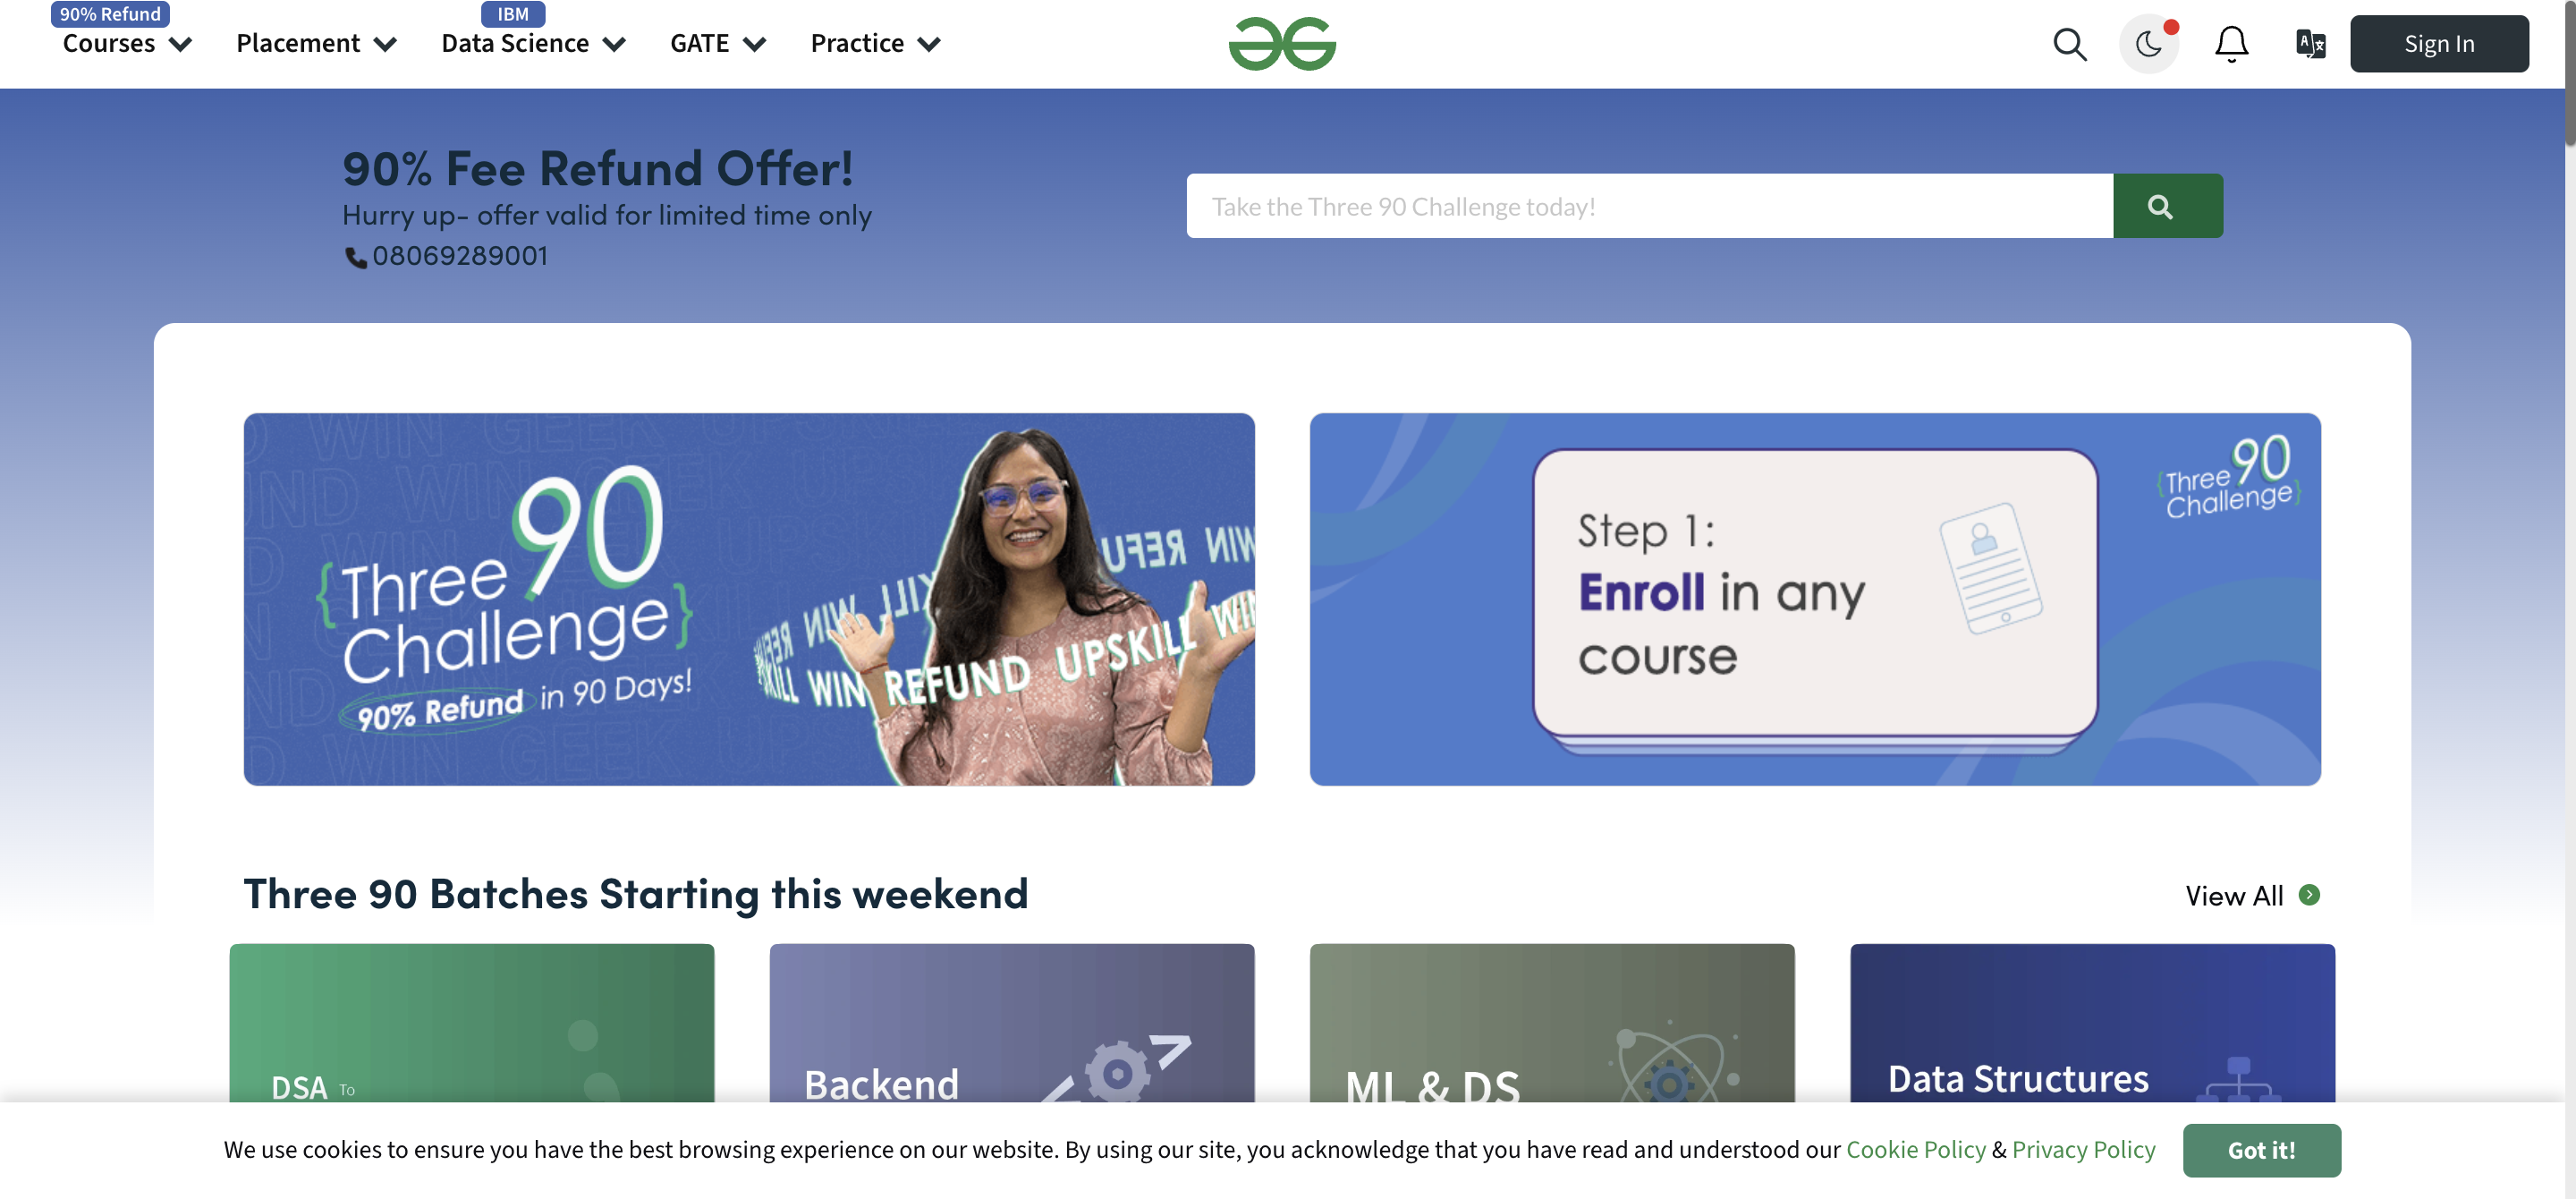 90% Refund
IBM
Courses
Placement
Data Science
GATE
Practice
Sign In
90% Fee Refund Offer!
Hurry up- offer valid for limited time only
08069289001
Take the Three 90 Challenge today!
{Three 90
Challenge}
90% Refund in 90 Days!
WIN REFUND UPSKILL WIN
Step 1:
Enroll in any
course
{Three 90
Challenge}
Three 90 Batches Starting this weekend
View All
DSA To
Backend
ML & DS
Data Structures
We use cookies to ensure you have the best browsing experience on our website. By using our site, you acknowledge that you have read and understood our Cookie Policy & Privacy Policy
Got it!